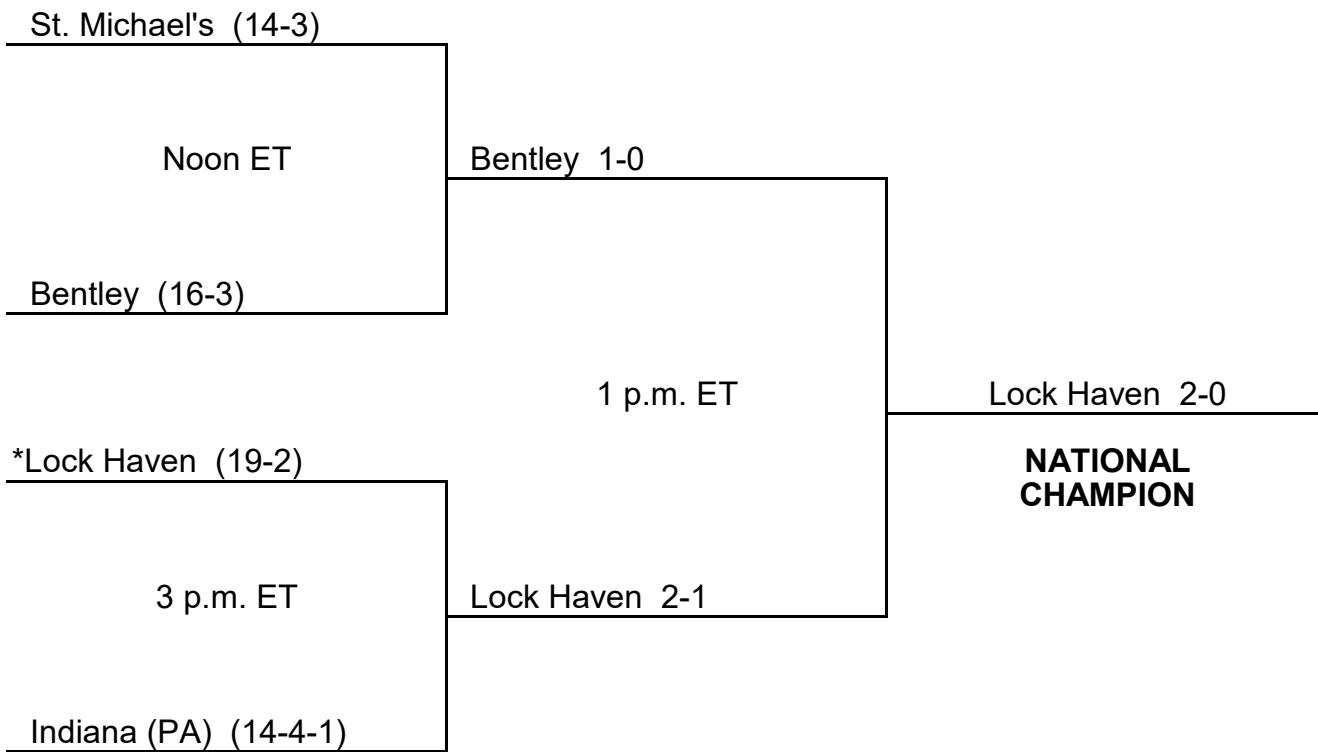 St. Michael's (14-3)
Noon ET
Bentley 1-0
Bentley (16-3)
1 p.m. ET
Lock Haven 2-0
*Lock Haven (19-2)
NATIONAL
CHAMPION
3 p.m. ET
Lock Haven 2-1
Indiana (PA) (14-4-1)